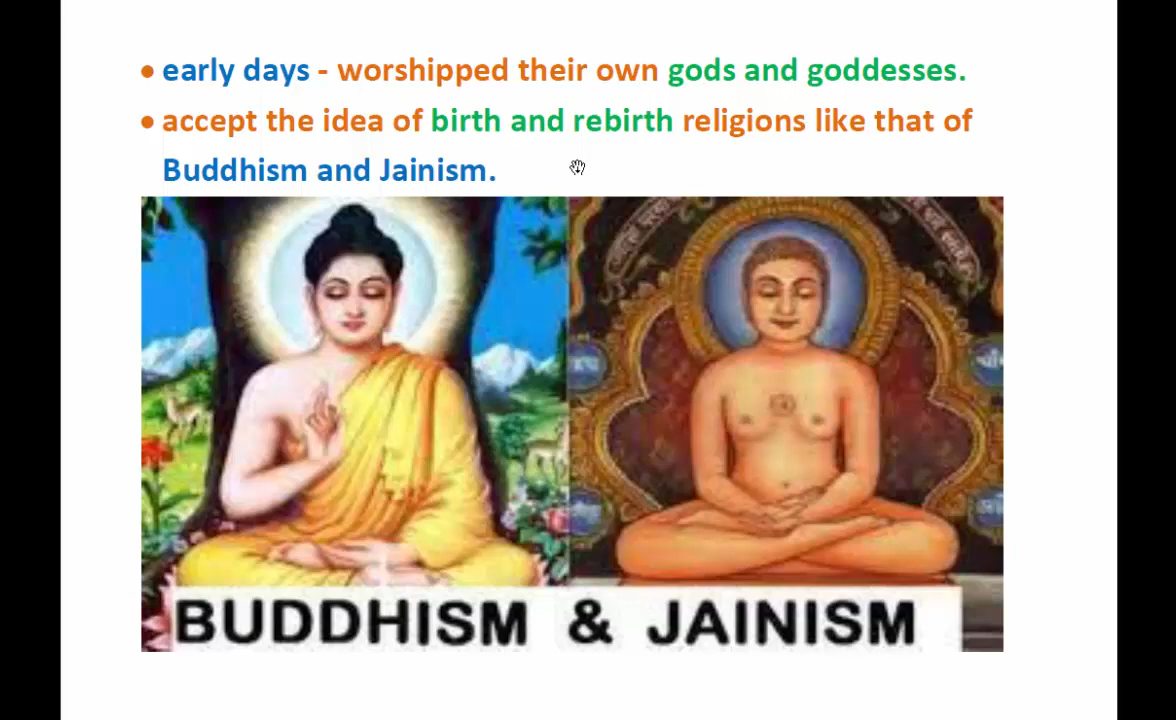 • early days - worshipped their own gods and goddesses.
• accept the idea of birth and rebirth religions like that of
Buddhism and Jainism.
BUDDHISM & JAINISM